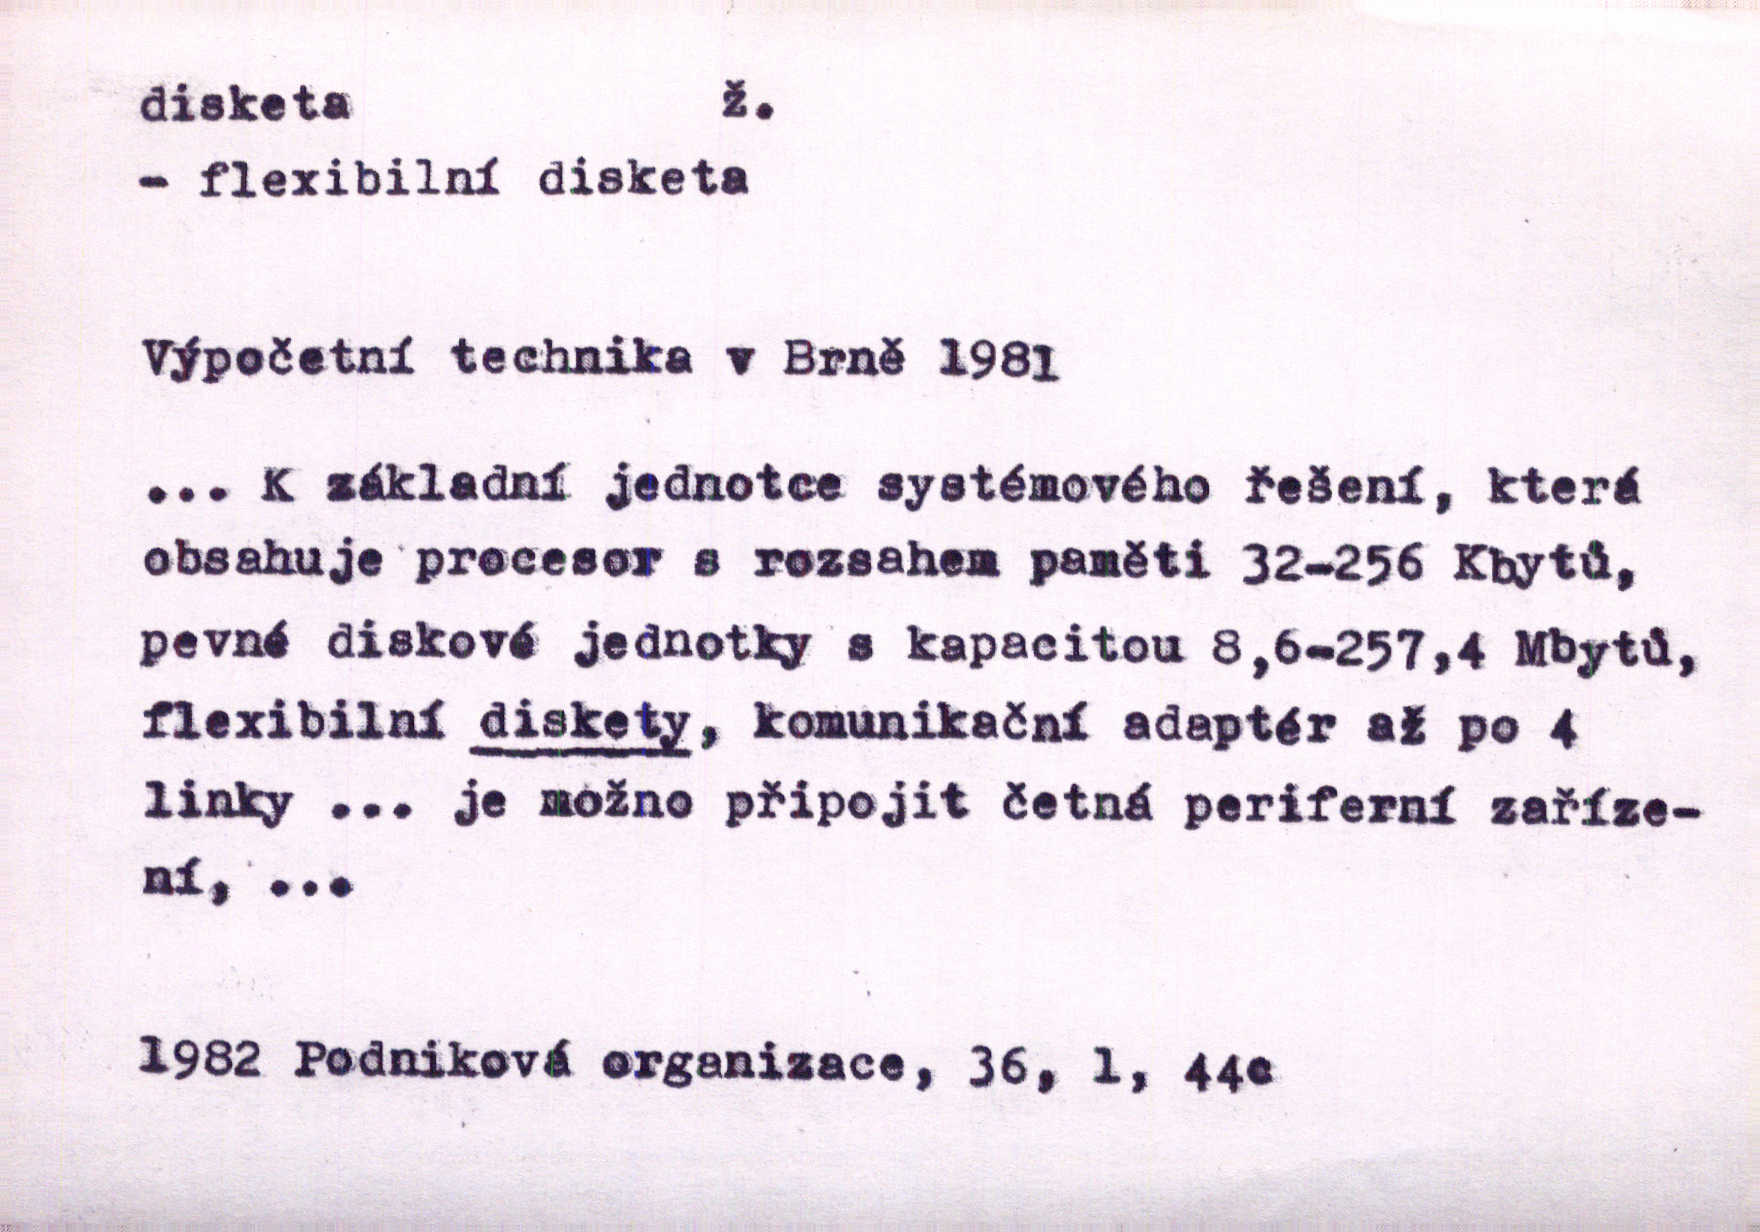 disketa ž.
- flexibilní disketa
Výpočetní technika v Brně 1981
... K základní jednotce systémového řešení, která
obsahuje procesor s rozsahem paměti 32-256 Kbytů,
pevné diskové jednotky s kapacitou 8,6-257,4 Mbytů,
flexibilní diskety, komunikační adaptér až po 4
linky ... je možno připojit četná periferní zaříze-
ní, ...
1982 Podniková organizace, 36, 1, 44c